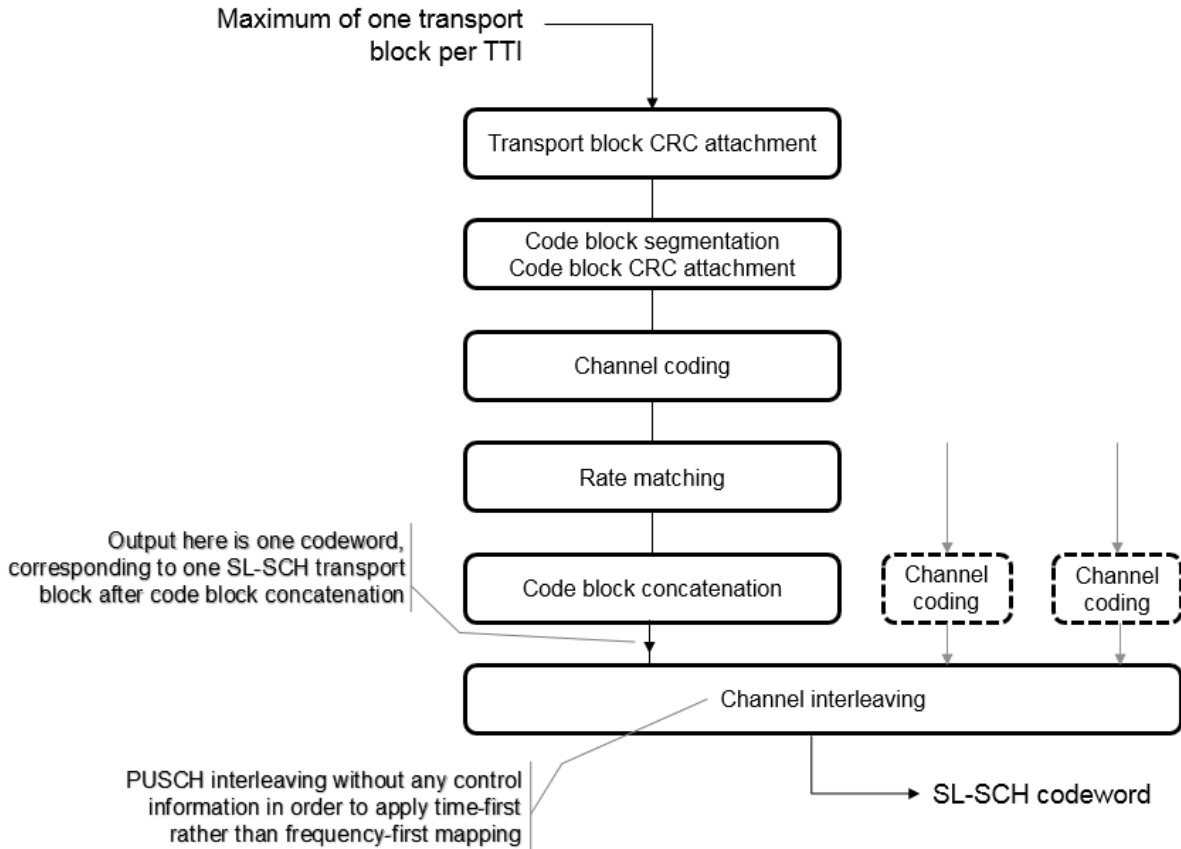 Maximum of one transport
block per TTI
Transport block CRC attachment
Code block segmentation
Code block CRC attachment
Channel coding
Rate matching
Output here is one codeword,
corresponding to one SL-SCH transport
block after code block concatenation
Code block concatenation
Channel
coding
Channel
coding
Channel interleaving
PUSCH interleaving without any control
information in order to apply time-first
rather than frequency-first mapping
SL-SCH codeword